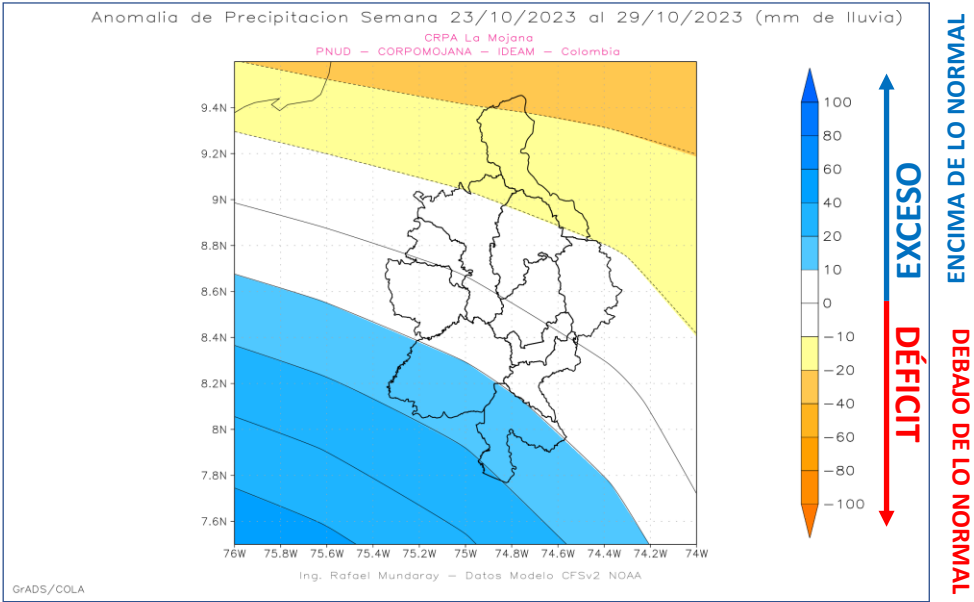 Anomalia de Precipitacion Semana 23/10/2023 al 29/10/2023 (mm de lluvia)
CRPA La Mojana
PNUD − CORPOMOJANA − IDEAM − Colombia
9.4N
9.2N
9N
8.8N
8.6N
8.4N
8.2N
8N
7.8N
7.6N
76W 75.8W 75.6W 75.4W 75.2W 75W 74.8W 74.6W 74.4W 74.2W 74W
100
80
60
40
20
10
0
−10
−20
−40
−60
−80
−100
EXCESO
DÉFICIT
ENCIMA DE LO NORMAL
DEBAJO DE LO NORMAL
Ing. Rafael Mundaray − Datos Modelo CFSv2 NOAA
GrADS/COLA